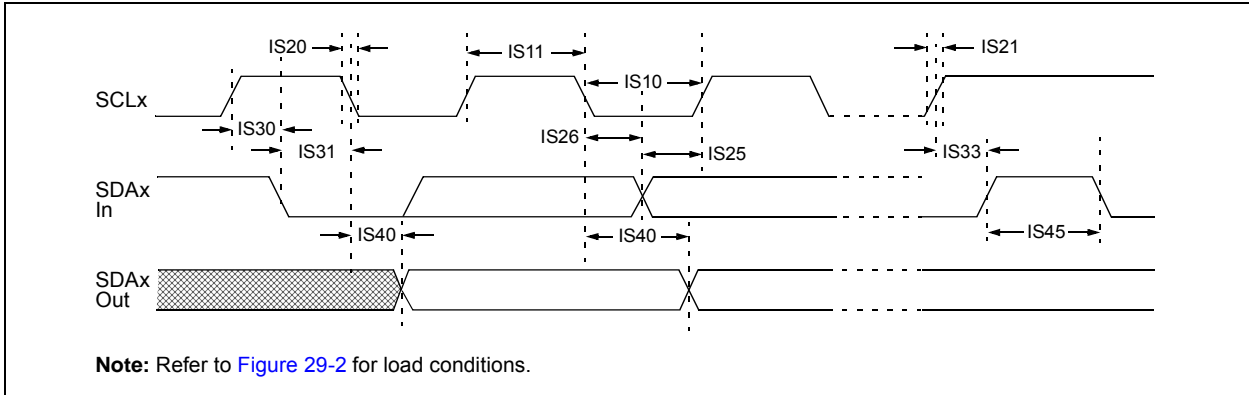 IS20
IS11
IS21
SCLx
IS10
IS30
IS26
IS31
IS25
IS33
SDAx
In
IS40
IS40
IS45
SDAx
Out
Note: Refer to Figure 29-2 for load conditions.